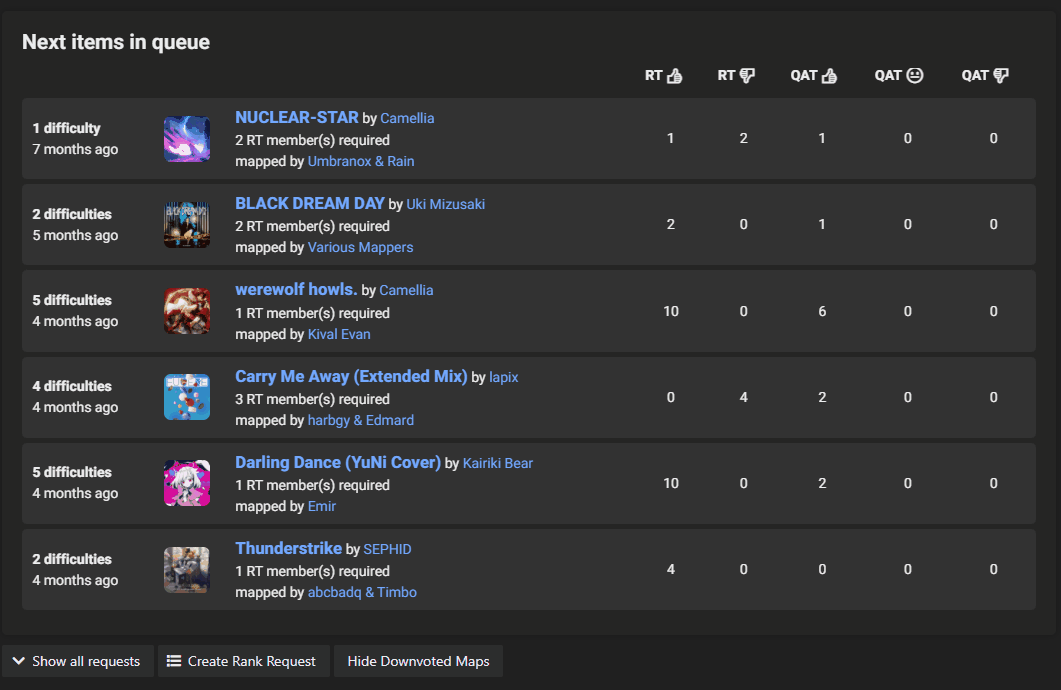 Next items in queue
RT RT QAT QAT QAT
1 difficulty
7 months ago
NUCLEAR-STAR by Camellia
2 RT member(s) required
mapped by Umbranox & Rain
1 2 1 0 0
2 difficulties
5 months ago
BLACK DREAM DAY by Uki Mizusaki
2 RT member(s) required
mapped by Various Mappers
2 0 1 0 0
5 difficulties
4 months ago
werewolf howls. by Camellia
1 RT member(s) required
mapped by Kival Evan
10 0 6 0 0
4 difficulties
4 months ago
Carry Me Away (Extended Mix) by lapix
3 RT member(s) required
mapped by harbgy & Edmard
0 4 2 0 0
5 difficulties
4 months ago
Darling Dance (YuNi Cover) by Kairiki Bear
1 RT member(s) required
mapped by Emir
10 0 2 0 0
2 difficulties
4 months ago
Thunderstrike by SEPHID
1 RT member(s) required
mapped by abcbadq & Timbo
4 0 0 0 0
Show all requests Create Rank Request Hide Downvoted Maps